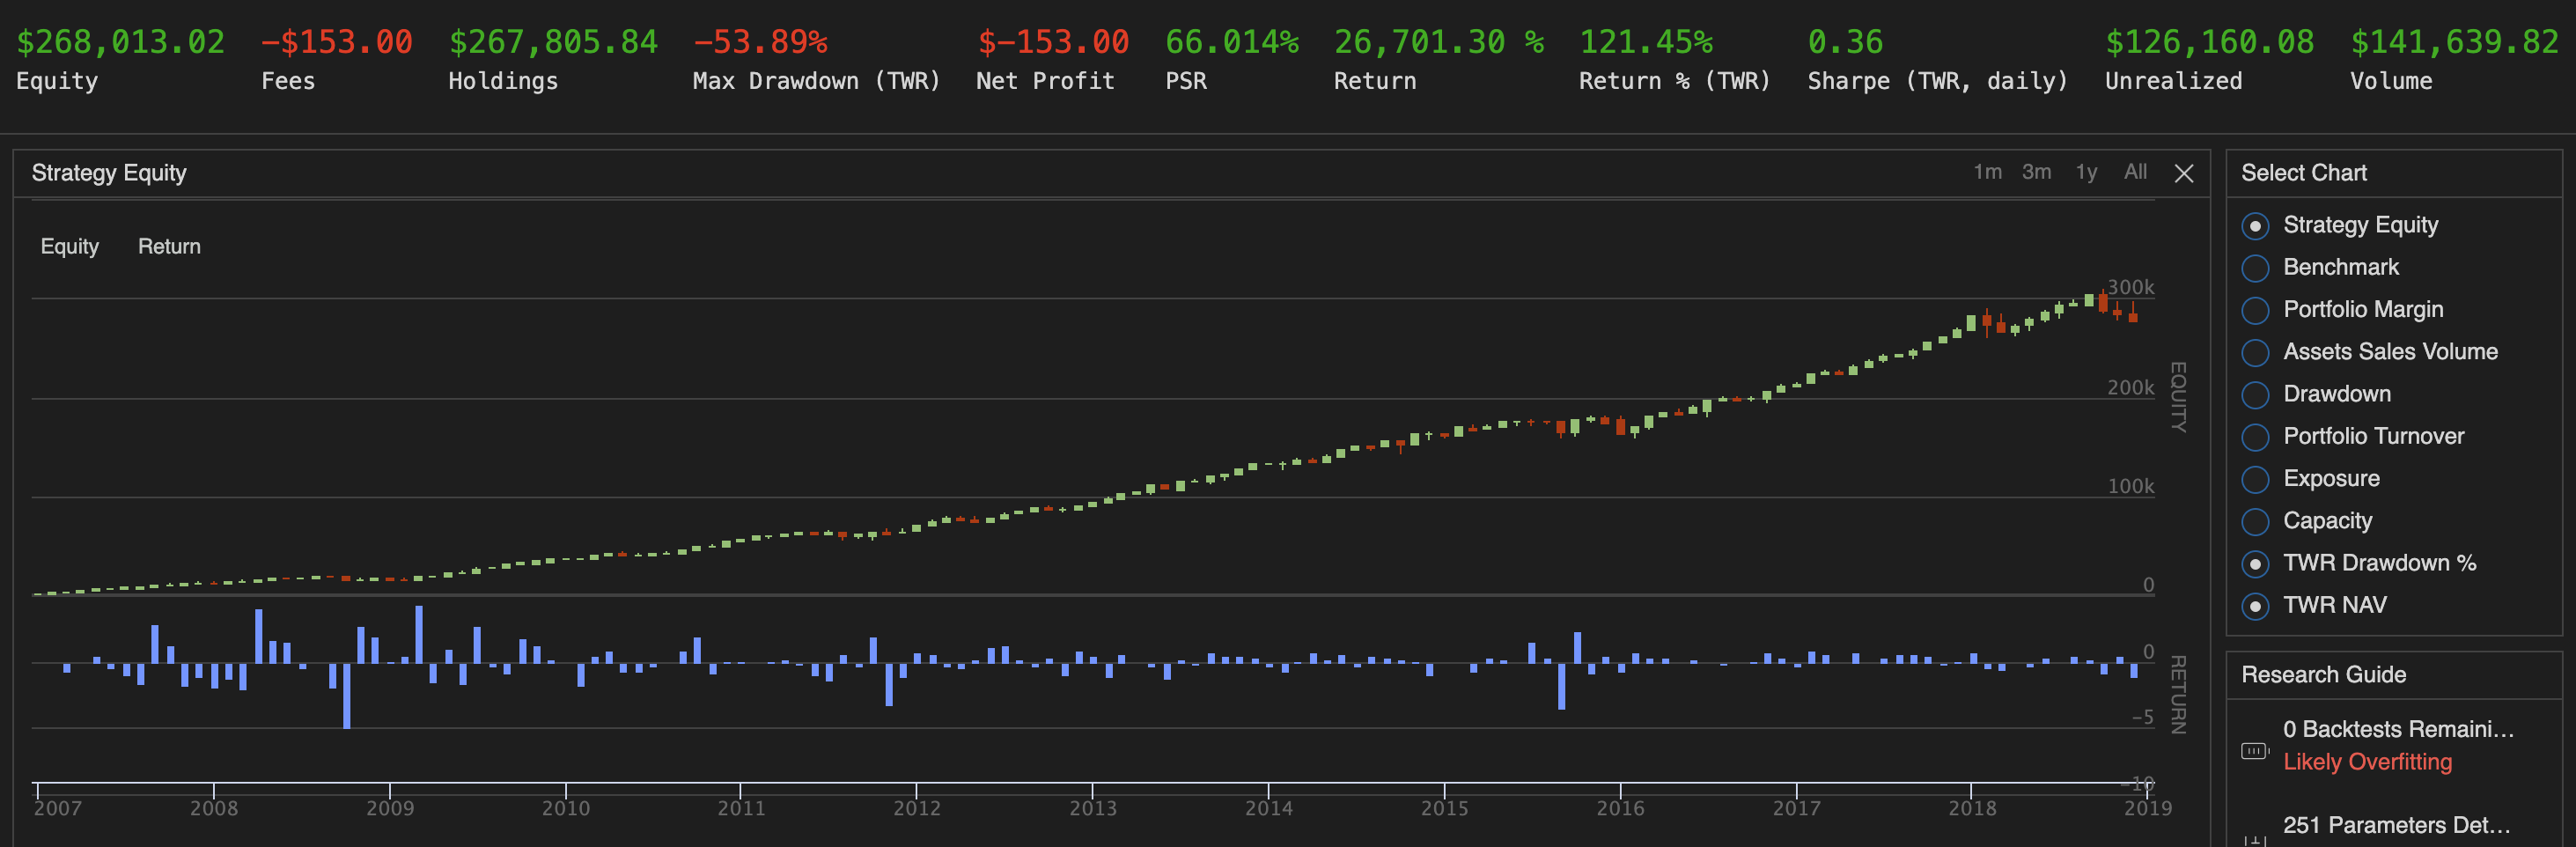 $268,013.02 -$153.00 $267,805.84 -53.89% $-153.00 66.014% 26,701.30 % 121.45% 0.36 $126,160.08 $141,639.82
Equity Fees Holdings Max Drawdown (TWR) Net Profit PSR Return Return % (TWR) Sharpe (TWR, daily) Unrealized Volume
Strategy Equity
1m 3m 1y All
Equity Return
300k
200k
100k
0
EQUITY
0
-5
-10
RETURN
2007 2008 2009 2010 2011 2012 2013 2014 2015 2016 2017 2018 2019
Select Chart
Strategy Equity
Benchmark
Portfolio Margin
Assets Sales Volume
Drawdown
Portfolio Turnover
Exposure
Capacity
TWR Drawdown %
TWR NAV
Research Guide
0 Backtests Remaini...
Likely Overfitting
251 Parameters Det...